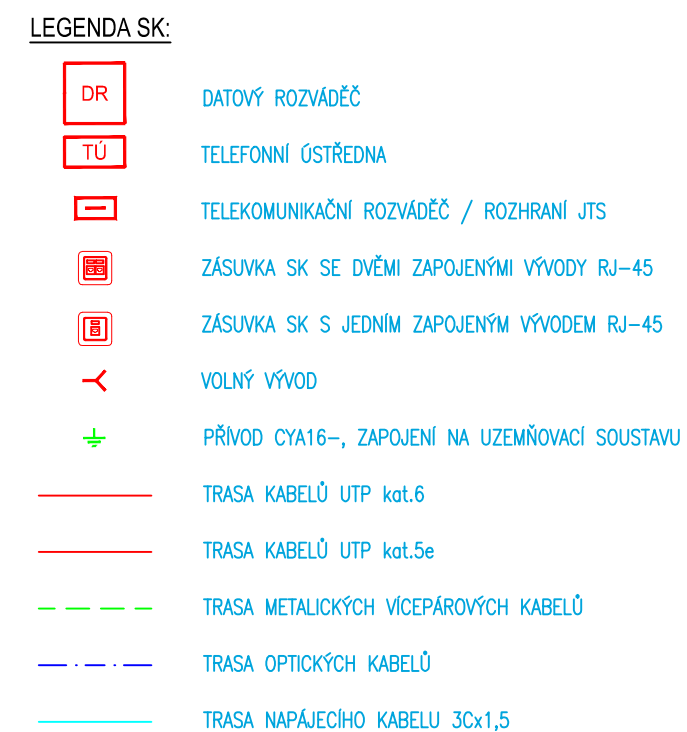 LEGENDA SK:
DR DATOVÝ ROZVÁDĚČ
TÚ TELEFONNÍ ÚSTŘEDNA
TELEKOMUNIKAČNÍ ROZVÁDĚČ / ROZHRANÍ JTS
ZÁSUVKA SK SE DVĚMI ZAPOJENÝMI VÝVODY RJ-45
ZÁSUVKA SK S JEDNÍM ZAPOJENÝM VÝVODEM RJ-45
VOLNÝ VÝVOD
PŘÍVOD CYA16-, ZAPOJENÍ NA UZEMŇOVACÍ SOUSTAVU
TRASA KABELŮ UTP kat.6
TRASA KABELŮ UTP kat.5e
TRASA METALICKÝCH VÍCEPÁROVÝCH KABELŮ
TRASA OPTICKÝCH KABELŮ
TRASA NAPÁJECÍHO KABELU 3Cx1,5